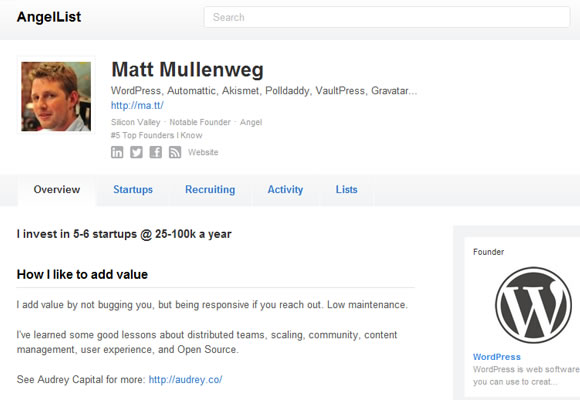 AngelList
Search
Matt Mullenweg
WordPress, Automattic, Akismet, Polldaddy, VaultPress, Gravatar...
http://ma.tt/
Silicon Valley · Notable Founder · Angel
#5 Top Founders I Know
Website
Overview
Startups
Recruiting
Activity
Lists
I invest in 5-6 startups @ 25-100k a year
How I like to add value
I add value by not bugging you, but being responsive if you reach out. Low maintenance.
I've learned some good lessons about distributed teams, scaling, community, content
management, user experience, and Open Source.
See Audrey Capital for more: http://audrey.co/
Founder
WordPress
WordPress is web software
you can use to creat...